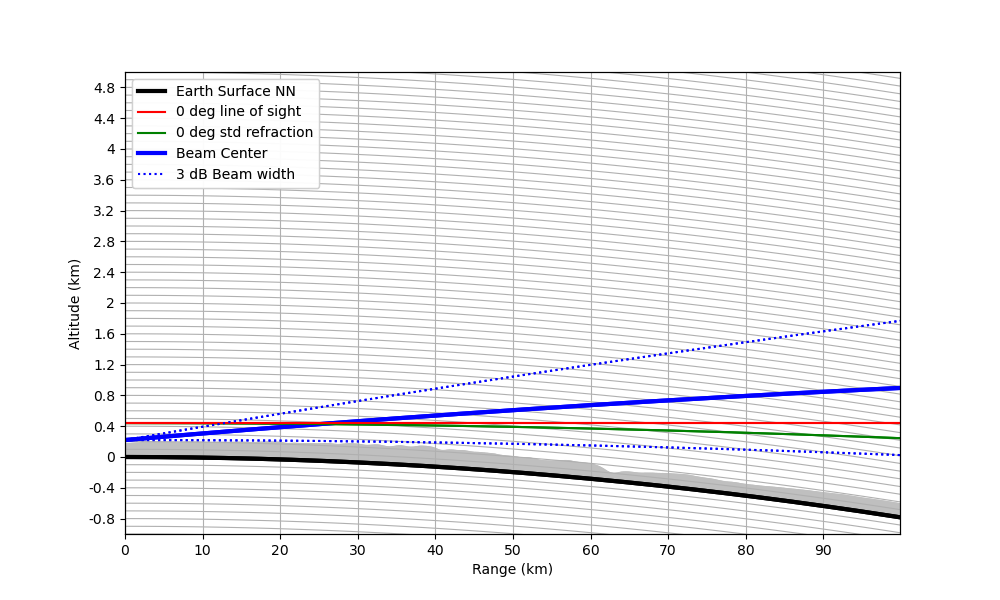 Earth Surface NN
0 deg line of sight
0 deg std refraction
Beam Center
3 dB Beam width
Altitude (km)
4.8
4.4
4
3.6
3.2
2.8
2.4
2
1.6
1.2
0.8
0.4
0
-0.4
-0.8
0 10 20 30 40 50 60 70 80 90
Range (km)